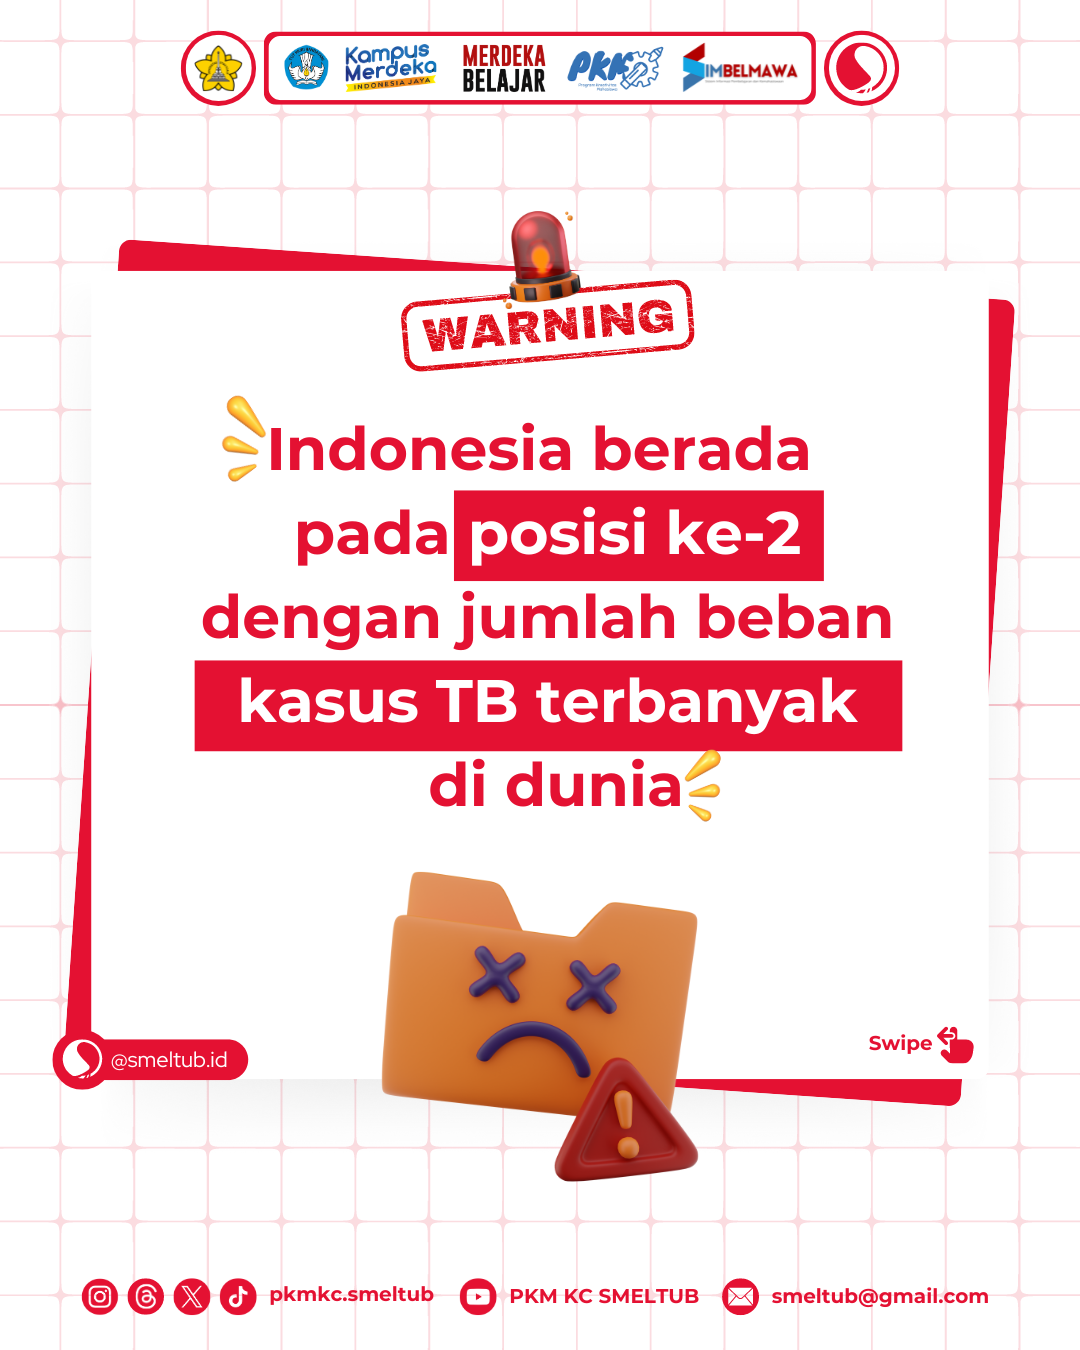 Kampus
Merdeka
INDONESIA JAYA
MERDEKA
BELAJAR
PKM
SIMBELMAWA
WARNING
Indonesia berada
pada posisi ke-2
dengan jumlah beban
kasus TB terbanyak
di dunia
@smeltub.id
Swipe
pkmkc.smeltub
PKM KC SMELTUB
smeltub@gmail.com